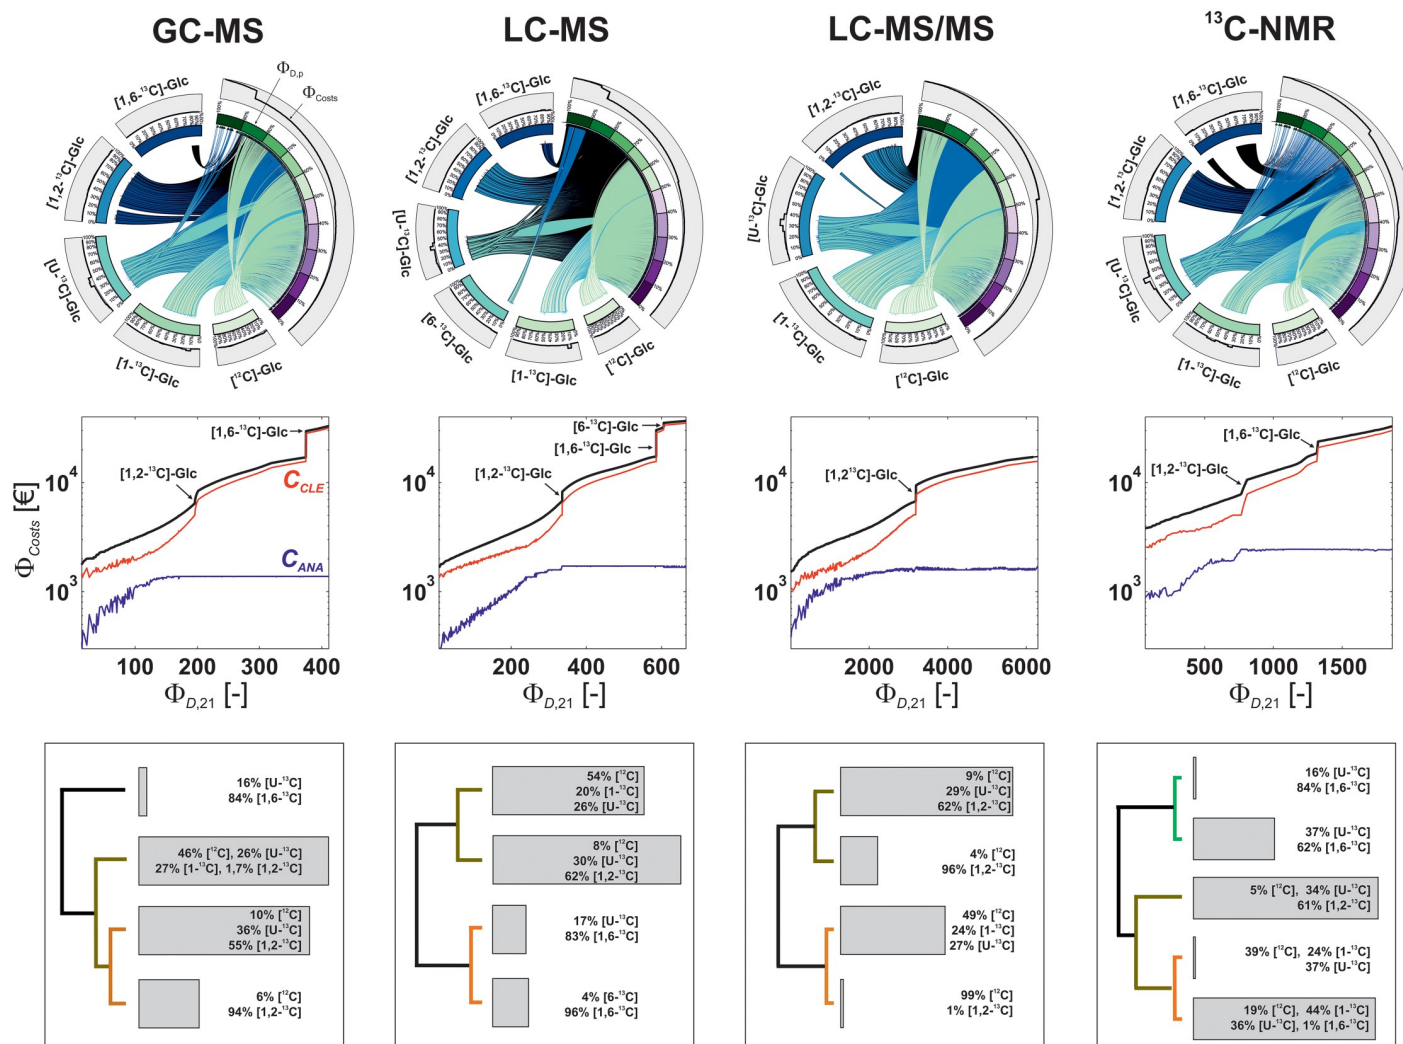 GC-MS
LC-MS
LC-MS/MS
¹³C-NMR
Φ_D,p
Φ_Costs
[1,6-¹³C]-Glc
[1,2-¹³C]-Glc
[U-¹³C]-Glc
[1-¹³C]-Glc
[¹²C]-Glc
[1,6-¹³C]-Glc
[1,2-¹³C]-Glc
[U-¹³C]-Glc
[6-¹³C]-Glc
[1-¹³C]-Glc
[¹²C]-Glc
[1,2-¹³C]-Glc
[U-¹³C]-Glc
[1-¹³C]-Glc
[¹²C]-Glc
[1,6-¹³C]-Glc
[1,2-¹³C]-Glc
[U-¹³C]-Glc
[1-¹³C]-Glc
[¹²C]-Glc
Φ_Costs [€]
10⁴
10³
[1,6-¹³C]-Glc
[1,2-¹³C]-Glc
C_CLE
C_ANA
100 200 300 400
Φ_D,21 [-]
10⁴
10³
[6-¹³C]-Glc
[1,6-¹³C]-Glc
[1,2-¹³C]-Glc
200 400 600
Φ_D,21 [-]
10⁴
10³
[1,2¹³C]-Glc
0 2000 4000 6000
Φ_D,21 [-]
10⁴
10³
[1,6-¹³C]-Glc
[1,2-¹³C]-Glc
500 1000 1500
Φ_D,21 [-]
16% [U-¹³C]
84% [1,6-¹³C]
46% [¹²C], 26% [U-¹³C]
27% [1-¹³C], 1,7% [1,2-¹³C]
10% [¹²C]
36% [U-¹³C]
55% [1,2-¹³C]
6% [¹²C]
94% [1,2-¹³C]
54% [¹²C]
20% [1-¹³C]
26% [U-¹³C]
8% [¹²C]
30% [U-¹³C]
62% [1,2-¹³C]
17% [U-¹³C]
83% [1,6-¹³C]
4% [6-¹³C]
96% [1,6-¹³C]
9% [¹²C]
29% [U-¹³C]
62% [1,2-¹³C]
4% [¹²C]
96% [1,2-¹³C]
49% [¹²C]
24% [1-¹³C]
27% [U-¹³C]
99% [¹²C]
1% [1,2-¹³C]
16% [U-¹³C]
84% [1,6-¹³C]
37% [U-¹³C]
62% [1,6-¹³C]
5% [¹²C], 34% [U-¹³C]
61% [1,2-¹³C]
39% [¹²C], 24% [1-¹³C]
37% [U-¹³C]
19% [¹²C], 44% [1-¹³C]
36% [U-¹³C], 1% [1,6-¹³C]